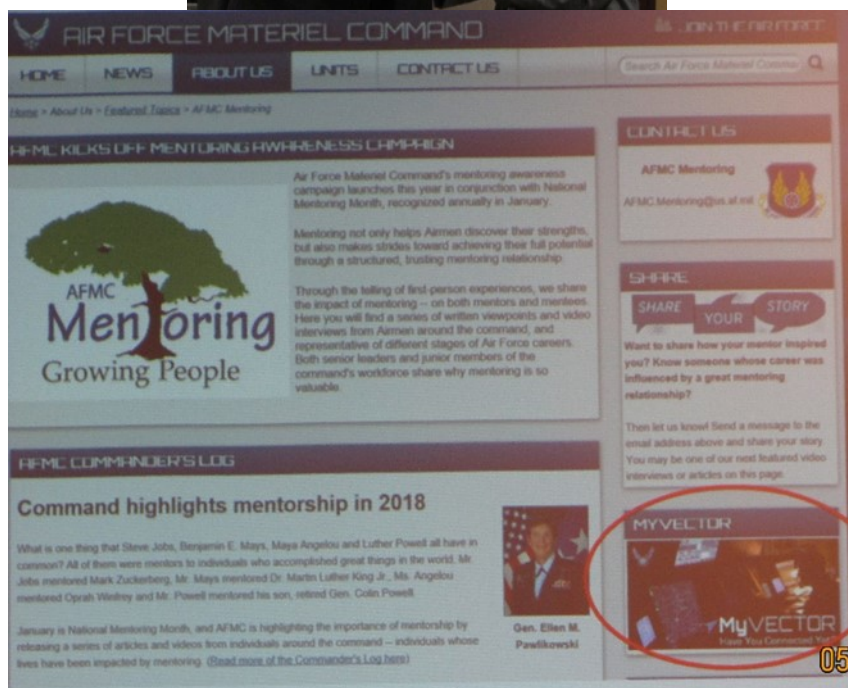 AIR FORCE MATERIEL COMMAND
JOIN THE AIR FORCE
HOME NEWS ABOUT US UNITS CONTACT US
Search Air Force Materiel Comma
Home > About Us > Featured Topics > AFMC Mentoring
AFMC KICKS OFF MENTORING AWARENESS CAMPAIGN
Air Force Materiel Command's mentoring awareness
campaign launches this year in conjunction with National
Mentoring Month, recognized annually in January.
Mentoring not only helps Airmen discover their strengths,
but also makes strides toward achieving their full potential
through a structured, trusting mentoring relationship.
Through the telling of first-person experiences, we share
the impact of mentoring -- on both mentors and mentees.
Here you will find a series of written viewpoints and video
interviews from Airmen around the command, and
representative of different stages of Air Force careers.
Both senior leaders and junior members of the
command's workforce share why mentoring is so
valuable.
AFMC
Mentoring
Growing People
AFMC COMMANDER'S LOG
Command highlights mentorship in 2018
What is one thing that Steve Jobs, Benjamin E. Mays, Maya Angelou and Luther Powell all have in
common? All of them were mentors to individuals who accomplished great things in the world. Mr.
Jobs mentored Mark Zuckerberg, Mr. Mays mentored Dr. Martin Luther King Jr., Ms. Angelou
mentored Oprah Winfrey and Mr. Powell mentored his son, retired Gen. Colin Powell.
January is National Mentoring Month, and AFMC is highlighting the importance of mentorship by
releasing a series of articles and videos from individuals around the command -- individuals whose
lives have been impacted by mentoring. (Read more of the Commander's Log here)
Gen. Ellen M.
Pawlikowski
CONTACT US
AFMC Mentoring
AFMC.Mentoring@us.af.mil
SHARE
SHARE YOUR STORY
Want to share how your mentor inspired
you? Know someone whose career was
influenced by a great mentoring
relationship?
Then let us know! Send a message to the
email address above and share your story.
You may be one of our next featured video
interviews or articles on this page.
MYVECTOR
MyVECTOR
Have You Connected Yet?
05